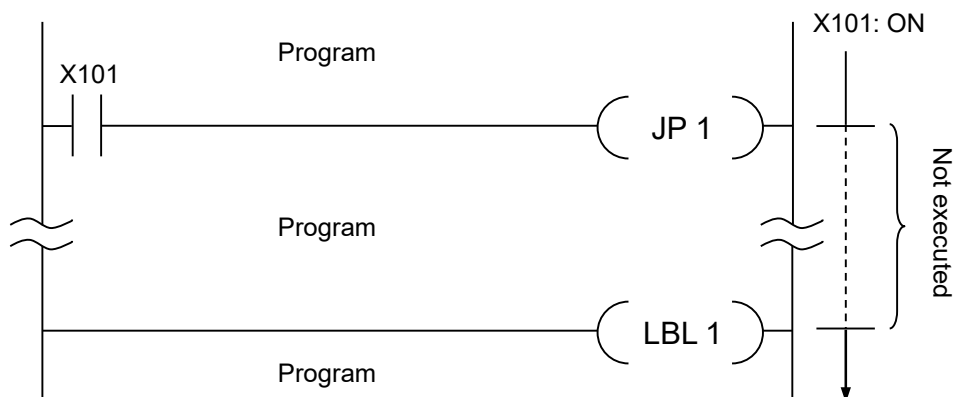 X101: ON
Program
X101
JP 1
Not executed
Program
LBL 1
Program